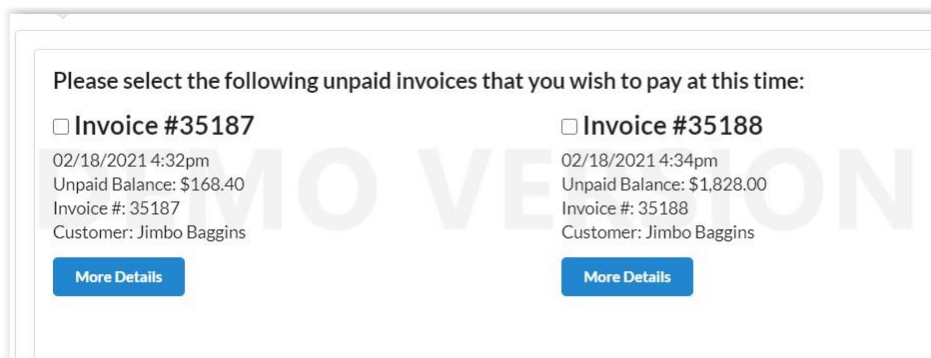 Please select the following unpaid invoices that you wish to pay at this time:
Invoice #35187
02/18/2021 4:32pm
Unpaid Balance: $168.40
Invoice #: 35187
Customer: Jimbo Baggins
More Details
Invoice #35188
02/18/2021 4:34pm
Unpaid Balance: $1,828.00
Invoice #: 35188
Customer: Jimbo Baggins
More Details
DEMO VERSION